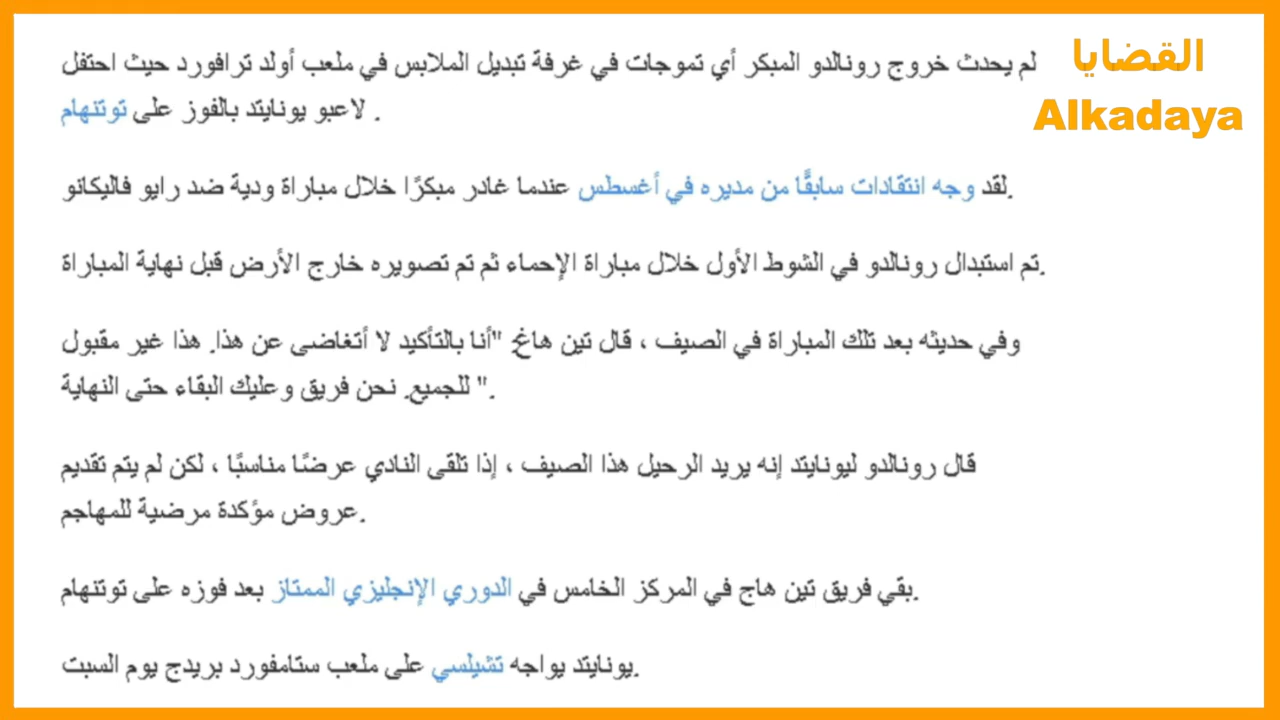 القضايا
Alkadaya
لم يحدث خروج رونالدو المبكر أي تموجات في غرفة تبديل الملابس في ملعب أولد ترافورد حيث احتفل
لاعبو يونايتد بالفوز على توتنهام .
لقد وجه انتقادات سابقًا من مديره في أغسطس عندما غادر مبكرًا خلال مباراة ودية ضد رايو فاليكانو.
تم استبدال رونالدو في الشوط الأول خلال مباراة الإحماء ثم تم تصويره خارج الأرض قبل نهاية المباراة.
وفي حديثه بعد تلك المباراة في الصيف ، قال تين هاغ: "أنا بالتأكيد لا أتغاضى عن هذا. هذا غير مقبول
للجميع. نحن فريق وعليك البقاء حتى النهاية ".
قال رونالدو ليونايتد إنه يريد الرحيل هذا الصيف ، إذا تلقى النادي عرضًا مناسبًا ، لكن لم يتم تقديم
عروض مؤكدة مرضية للمهاجم.
بقي فريق تين هاج في المركز الخامس في الدوري الإنجليزي الممتاز بعد فوزه على توتنهام.
يونايتد يواجه تشيلسي على ملعب ستامفورد بريدج يوم السبت.